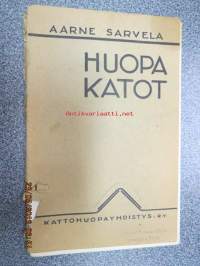 AARNE SARVELA
HUOPA
KATOT
KATTOHUOPAYHDISTYS. R.Y.